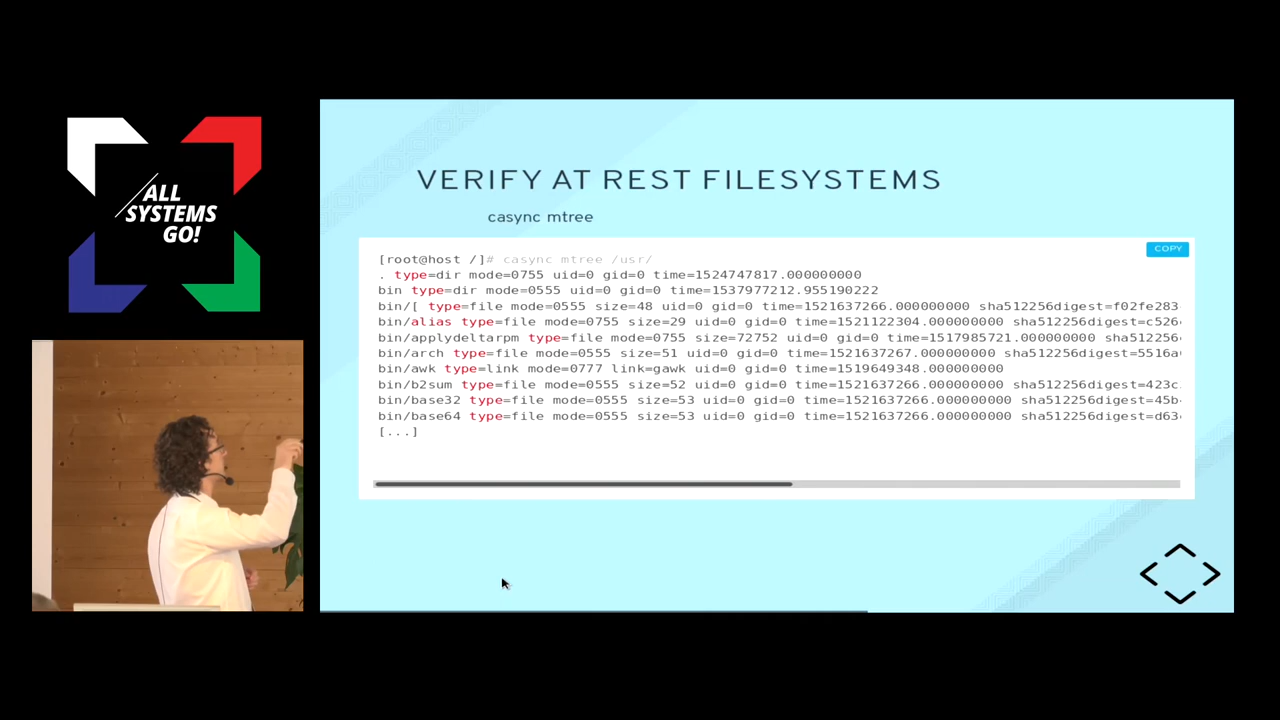 ALL
SYSTEMS
GO!
VERIFY AT REST FILESYSTEMS
casync mtree
COPY
[root@host /]# casync mtree /usr/
. type=dir mode=0755 uid=0 gid=0 time=1524747817.000000000
bin type=dir mode=0555 uid=0 gid=0 time=1537977212.955190222
bin/[ type=file mode=0555 size=48 uid=0 gid=0 time=1521637266.000000000 sha512256digest=f02fe283
bin/alias type=file mode=0755 size=29 uid=0 gid=0 time=1521122304.000000000 sha512256digest=c526
bin/applydeltarpm type=file mode=0755 size=72752 uid=0 gid=0 time=1517985721.000000000 sha512256
bin/arch type=file mode=0555 size=51 uid=0 gid=0 time=1521637267.000000000 sha512256digest=5516a
bin/awk type=link mode=0777 link=gawk uid=0 gid=0 time=1519649348.000000000
bin/b2sum type=file mode=0555 size=52 uid=0 gid=0 time=1521637266.000000000 sha512256digest=423c
bin/base32 type=file mode=0555 size=53 uid=0 gid=0 time=1521637266.000000000 sha512256digest=45b
bin/base64 type=file mode=0555 size=53 uid=0 gid=0 time=1521637266.000000000 sha512256digest=d63
[...]